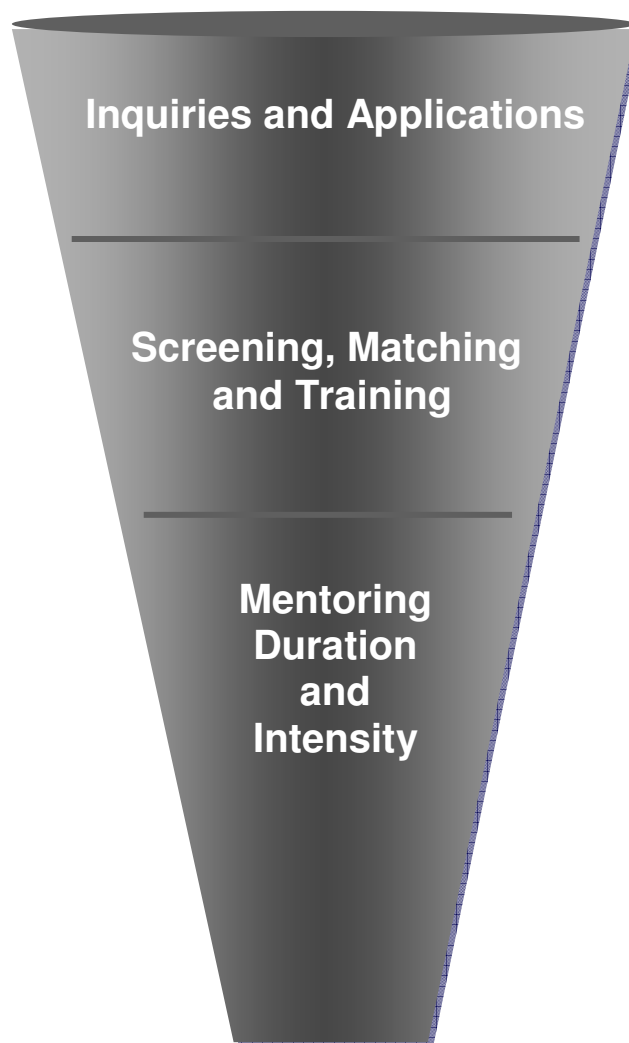 Inquiries and Applications
Screening, Matching
and Training
Mentoring
Duration
and
Intensity